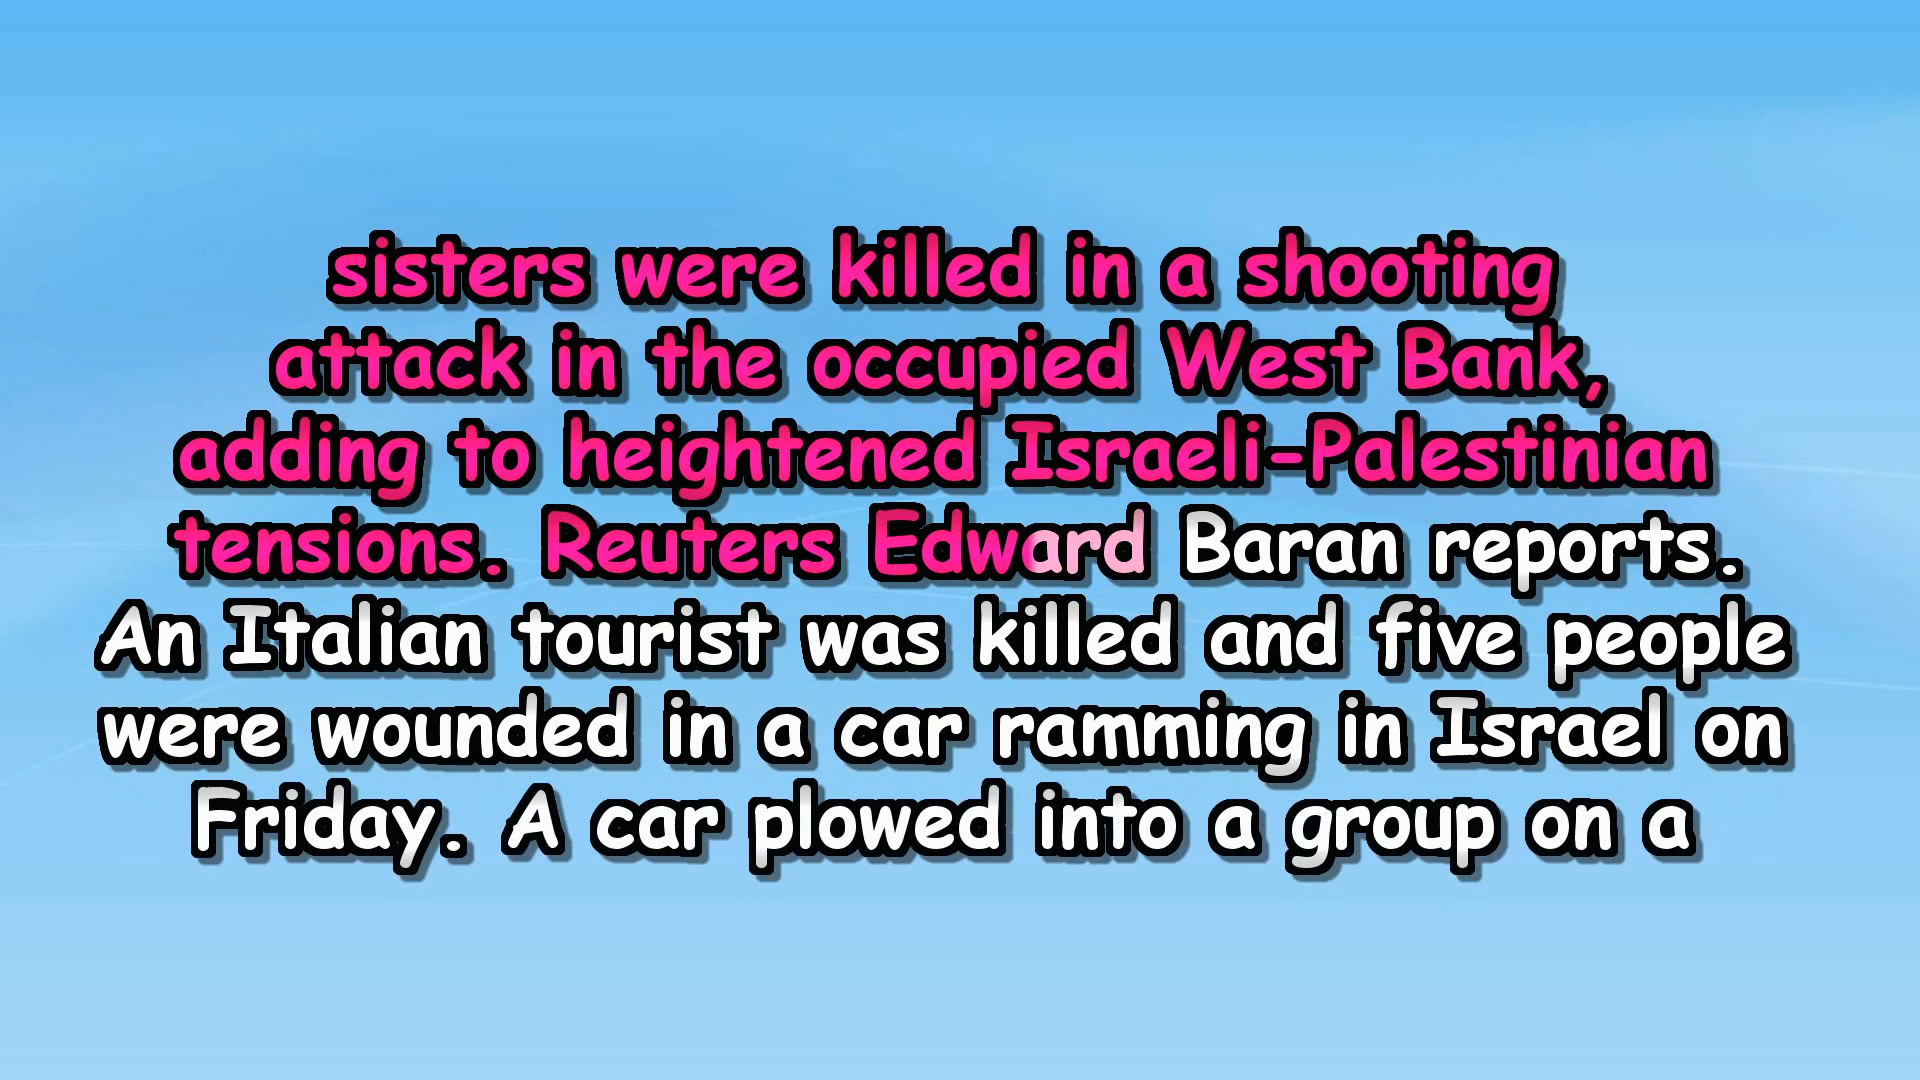 sisters were killed in a shooting
attack in the occupied West Bank,
adding to heightened Israeli-Palestinian
tensions. Reuters Edward Baran reports.
An Italian tourist was killed and five people
were wounded in a car ramming in Israel on
Friday. A car plowed into a group on a